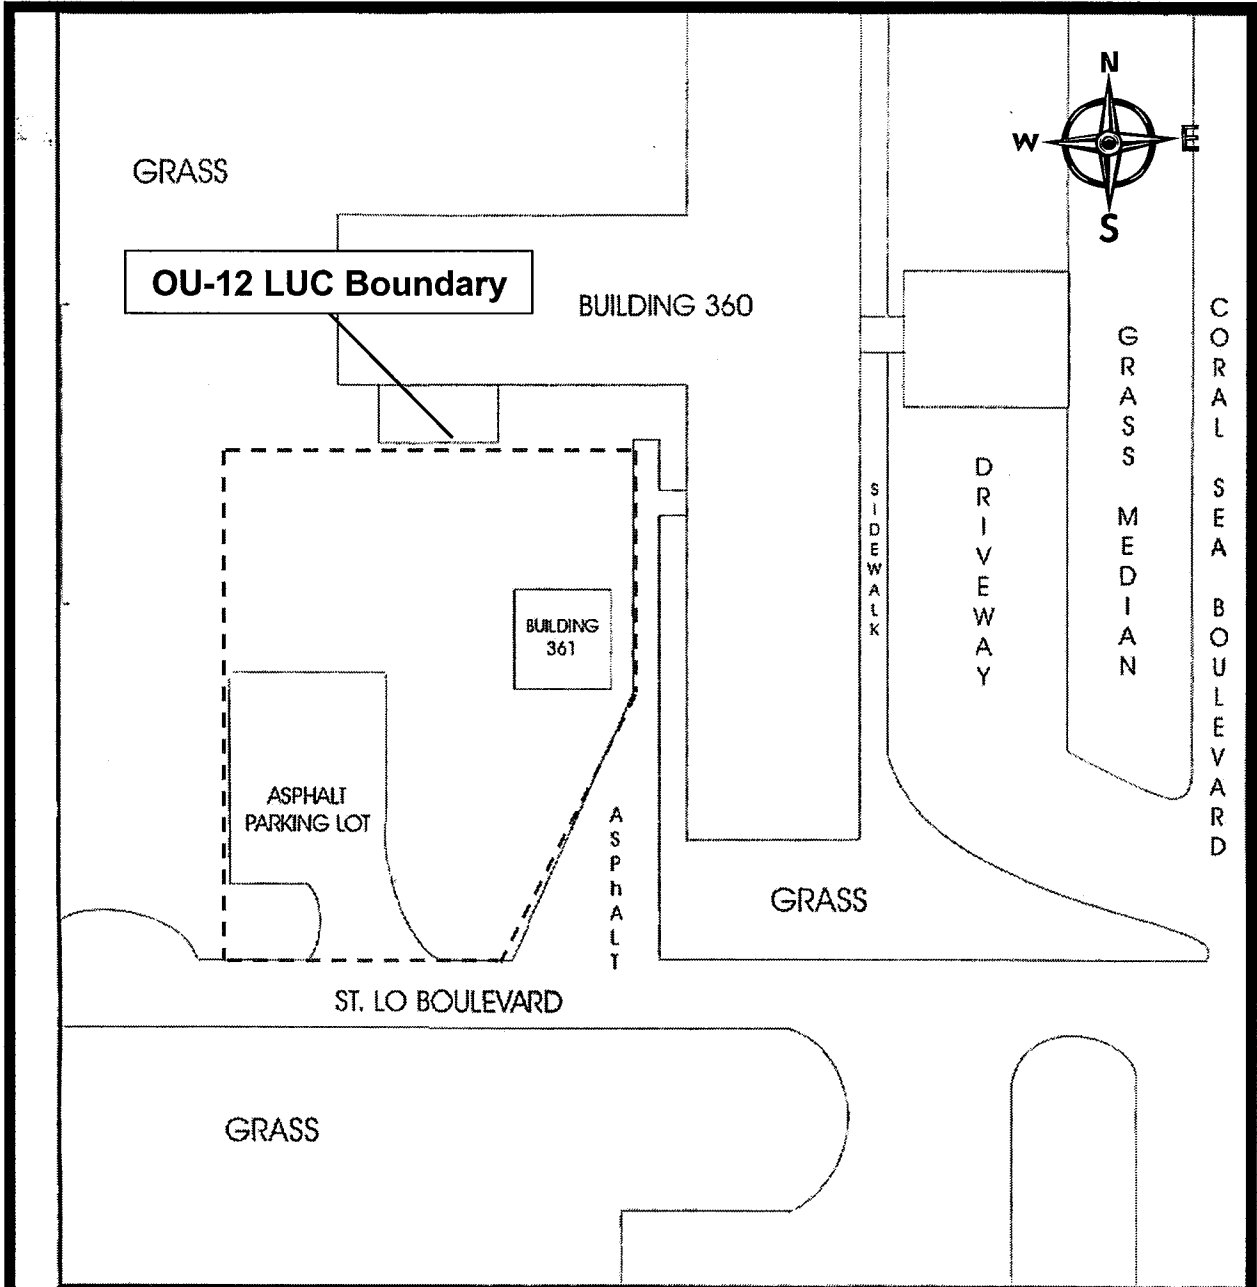 N
W E
S
GRASS
OU-12 LUC Boundary
BUILDING 360
CORAL SEA BOULEVARD
GRASS MEDIAN
DRIVEWAY
SIDEWALK
BUILDING
361
ASPHALT
PARKING LOT
ASPhALT
GRASS
ST. LO BOULEVARD
GRASS